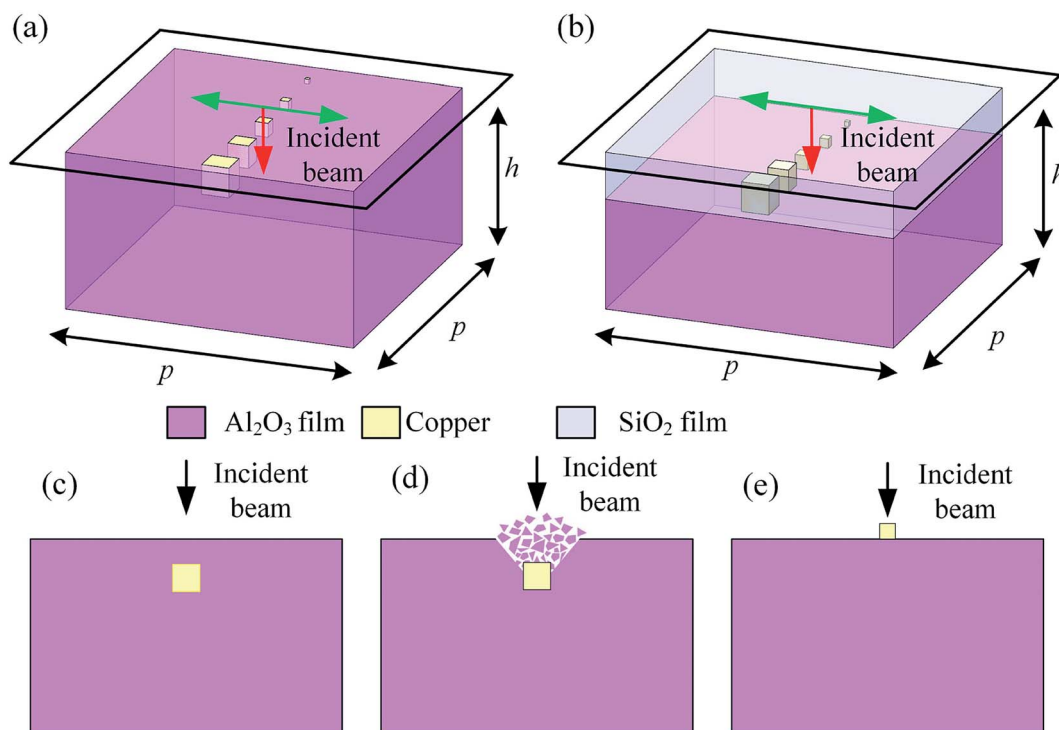 (a)
Incident
beam
h
p
p
(b)
Incident
beam
h
p
p
Al₂O₃ film
Copper
SiO₂ film
(c)
Incident
beam
(d)
Incident
beam
(e)
Incident
beam